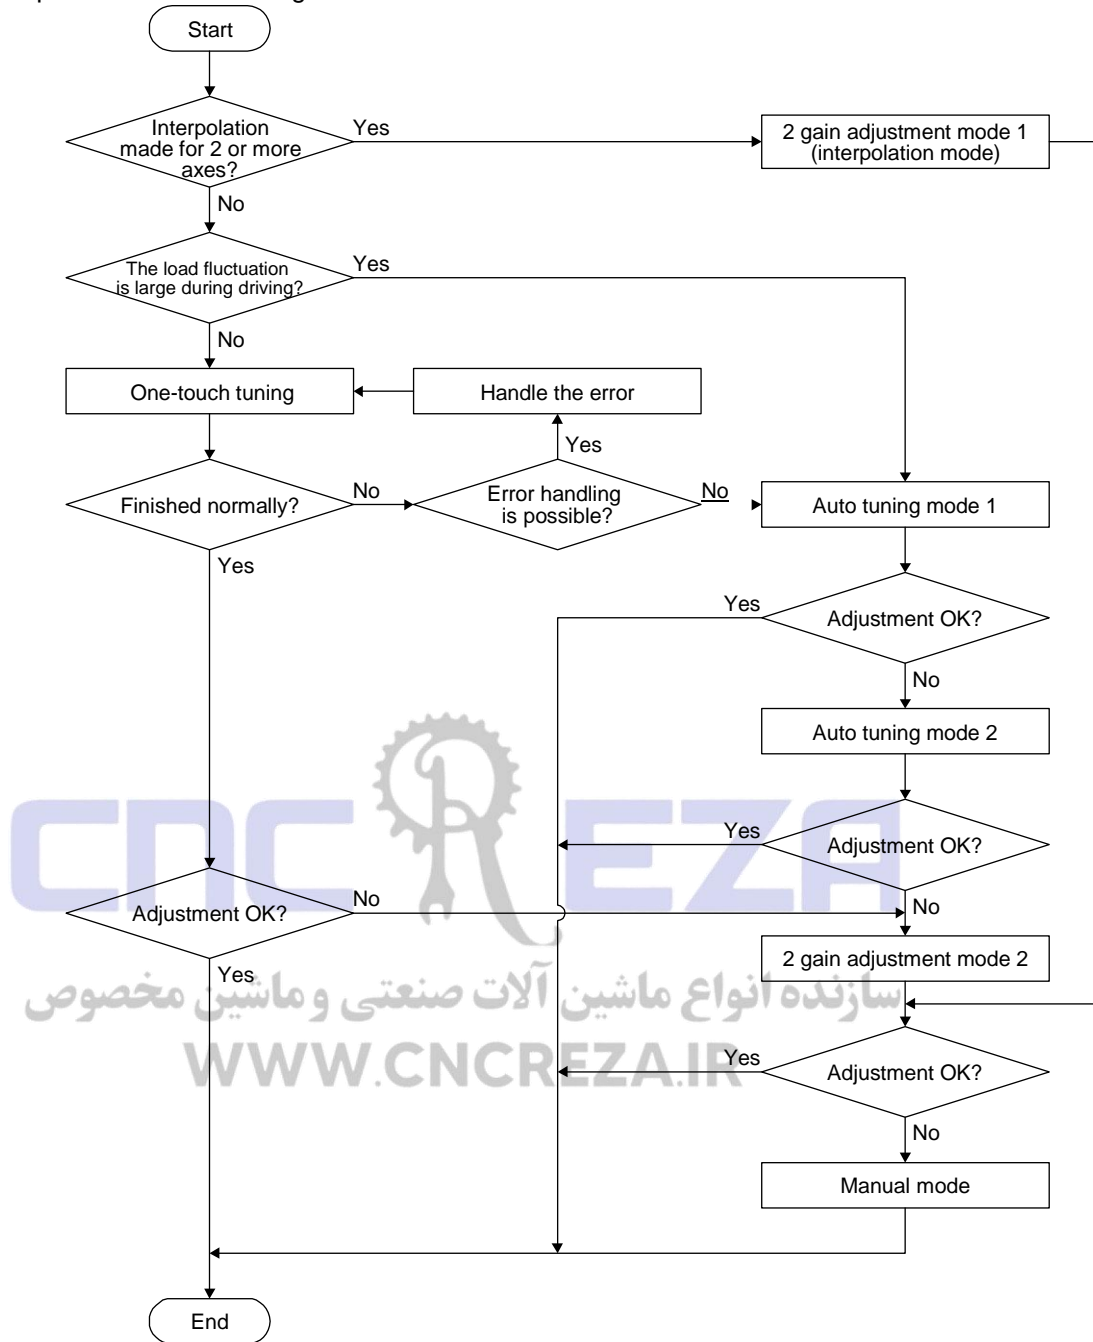 Start
Interpolation
made for 2 or more
axes?
Yes
2 gain adjustment mode 1
(interpolation mode)
No
The load fluctuation
is large during driving?
Yes
No
One-touch tuning
Handle the error
Yes
Finished normally?
No
Error handling
is possible?
No
Auto tuning mode 1
Yes
Yes
Adjustment OK?
No
Auto tuning mode 2
CNC REZA
Yes
Adjustment OK?
Adjustment OK?
No
No
Yes
2 gain adjustment mode 2
سازنده انواع ماشین آلات صنعتی و ماشین مخصوص
WWW.CNCREZA.IR
Yes
Adjustment OK?
No
Manual mode
End